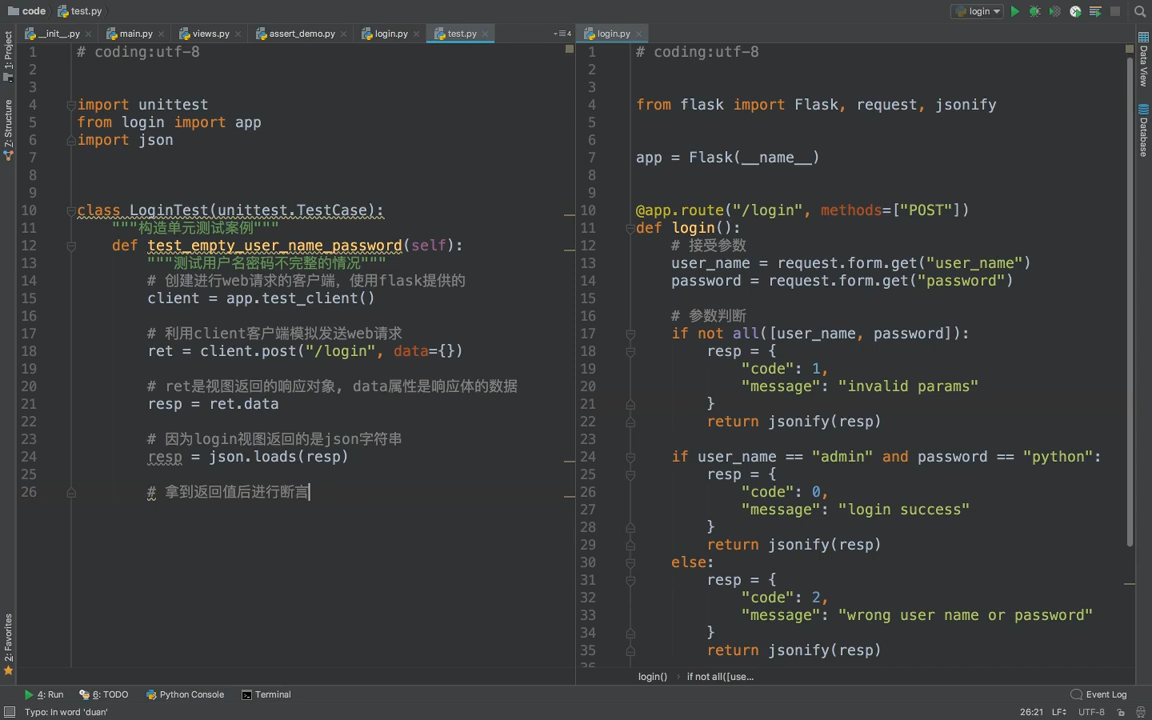 code test.py login
__init__.py main.py views.py assert_demo.py login.py test.py 4 login.py
1: Project
Z: Structure
2: Favorites
1 # coding:utf-8
2
3
4 import unittest
5 from login import app
6 import json
7
8
9
10 class LoginTest(unittest.TestCase):
11 """构造单元测试案例"""
12 def test_empty_user_name_password(self):
13 """测试用户名密码不完整的情况"""
14 # 创建进行web请求的客户端, 使用flask提供的
15 client = app.test_client()
16
17 # 利用client客户端模拟发送web请求
18 ret = client.post("/login", data={})
19
20 # ret是视图返回的响应对象, data属性是响应体的数据
21 resp = ret.data
22
23 # 因为login视图返回的是json字符串
24 resp = json.loads(resp)
25
26 # 拿到返回值后进行断言
1 # coding:utf-8
2
3
4 from flask import Flask, request, jsonify
5
6
7 app = Flask(__name__)
8
9
10 @app.route("/login", methods=["POST"])
11 def login():
12 # 接受参数
13 user_name = request.form.get("user_name")
14 password = request.form.get("password")
15
16 # 参数判断
17 if not all([user_name, password]):
18 resp = {
19 "code": 1,
20 "message": "invalid params"
21 }
22 return jsonify(resp)
23
24 if user_name == "admin" and password == "python":
25 resp = {
26 "code": 0,
27 "message": "login success"
28 }
29 return jsonify(resp)
30 else:
31 resp = {
32 "code": 2,
33 "message": "wrong user name or password"
34 }
35 return jsonify(resp)
36
login() › if not all([use...
Data View
Database
4: Run 6: TODO Python Console Terminal Event Log
Typo: In word 'duan' 26:21 LF UTF-8